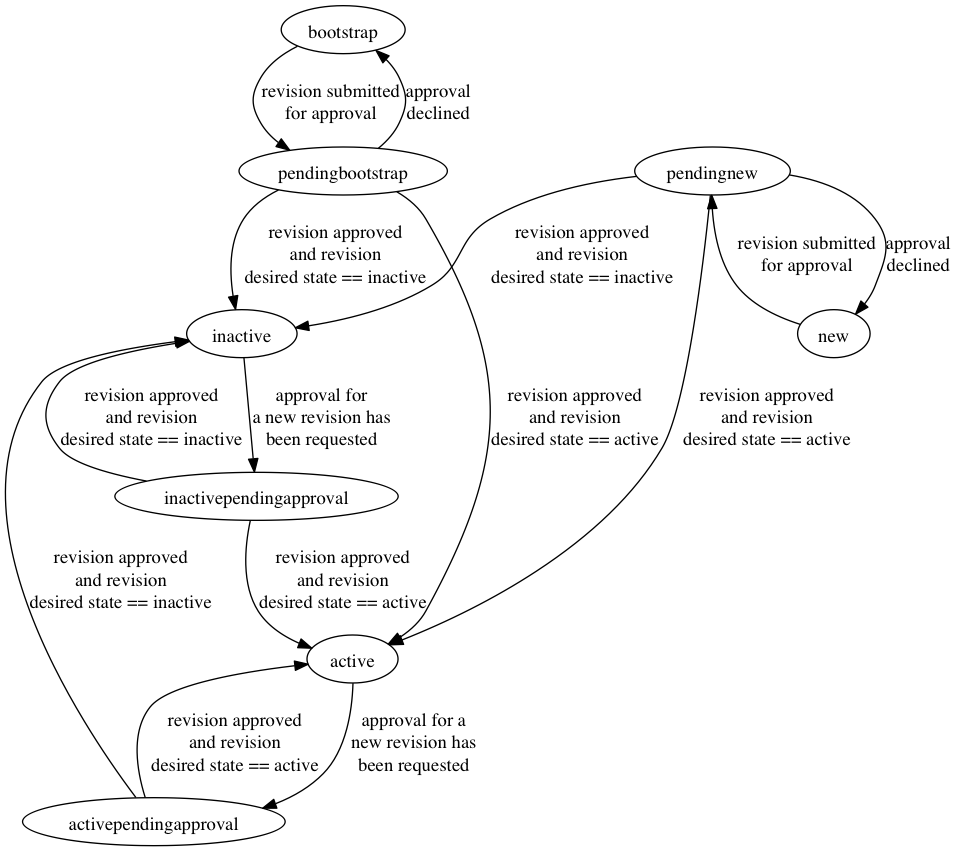 bootstrap
revision submitted
for approval
approval
declined
pendingbootstrap
pendingnew
revision approved
and revision
desired state == inactive
revision approved
and revision
desired state == inactive
revision submitted
for approval
approval
declined
inactive
new
revision approved
and revision
desired state == inactive
approval for
a new revision has
been requested
revision approved
and revision
desired state == active
revision approved
and revision
desired state == active
inactivependingapproval
revision approved
and revision
desired state == inactive
revision approved
and revision
desired state == active
active
revision approved
and revision
desired state == active
approval for a
new revision has
been requested
activependingapproval